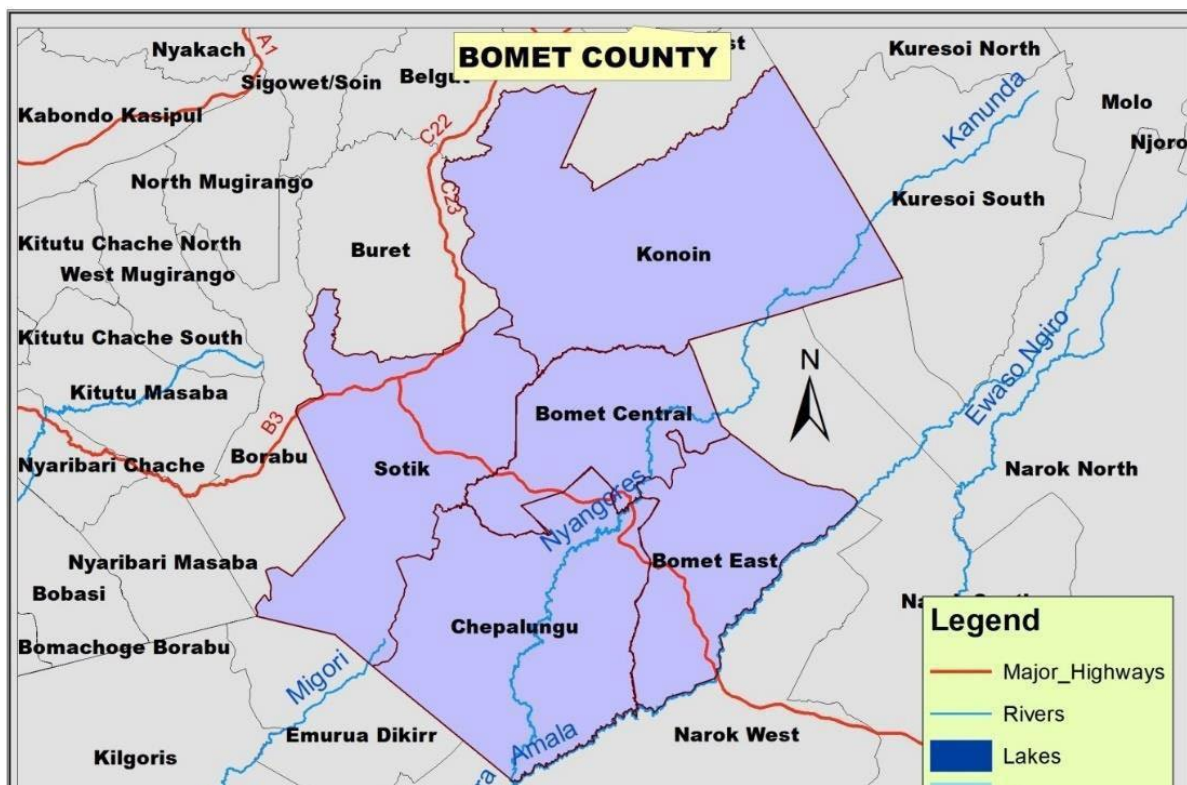 BOMET COUNTY
Nyakach
A1
st
Kuresoi North
Sigowet/Soin
Belgut
Kanunda
Molo
Kabondo Kasipul
C22
Njoro
North Mugirango
C23
Kuresoi South
Kitutu Chache North
Buret
Konoin
West Mugirango
Kitutu Chache South
Ewaso Ngiro
N
Kitutu Masaba
Bomet Central
B3
Nyaribari Chache
Borabu
Sotik
Narok North
Nyangores
Nyaribari Masaba
Bomet East
Bobasi
Chepalungu
Legend
Bomachoge Borabu
Major_Highways
Migori
Rivers
Amala
Emurua Dikirr
Narok West
Kilgoris
Lakes